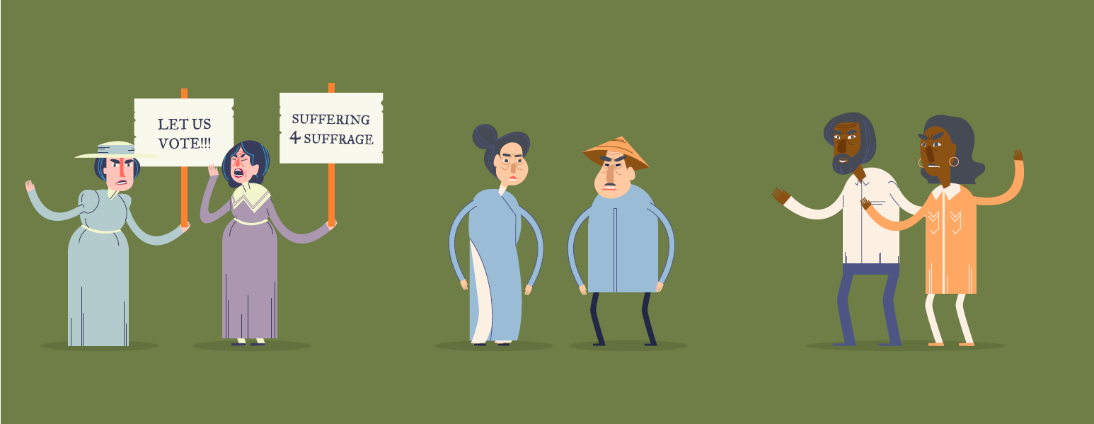 LET US
VOTE!!!
SUFFERING
4 SUFFRAGE